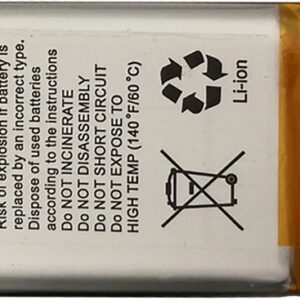 Risk of explosion if battery is
replaced by an incorrect type.
Dispose of used batteries
according to the instructions
Do NOT INCINERATE
Do NOT DISASSEMBLY
Do NOT SHORT CIRCUIT
Do NOT EXPOSE TO
HIGH TEMP (140 °F/60 °C)
Li-ion